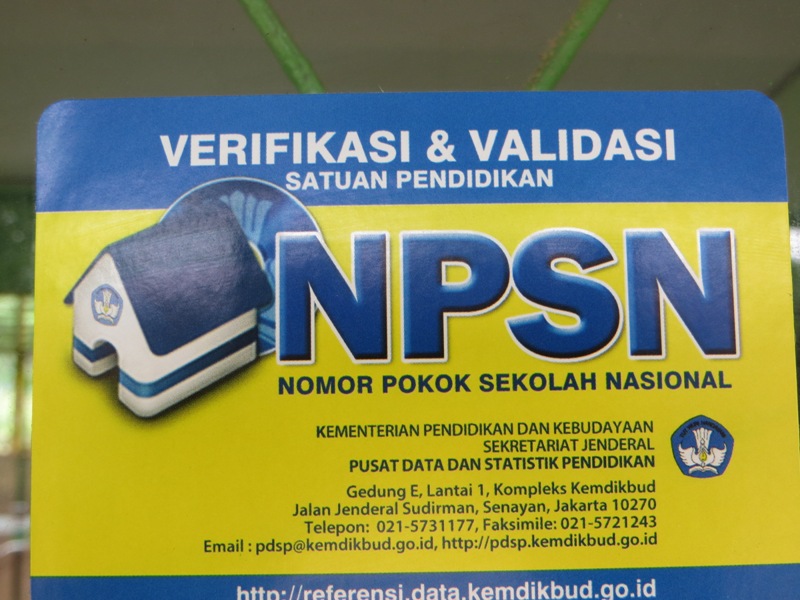 VERIFIKASI & VALIDASI
SATUAN PENDIDIKAN
NPSN
NOMOR POKOK SEKOLAH NASIONAL
KEMENTERIAN PENDIDIKAN DAN KEBUDAYAAN
SEKRETARIAT JENDERAL
PUSAT DATA DAN STATISTIK PENDIDIKAN
Gedung E, Lantai 1, Kompleks Kemdikbud
Jalan Jenderal Sudirman, Senayan, Jakarta 10270
Telepon: 021-5731177, Faksimile: 021-5721243
Email : pdsp@kemdikbud.go.id, http://pdsp.kemdikbud.go.id
http://referensi.data.kemdikbud.go.id